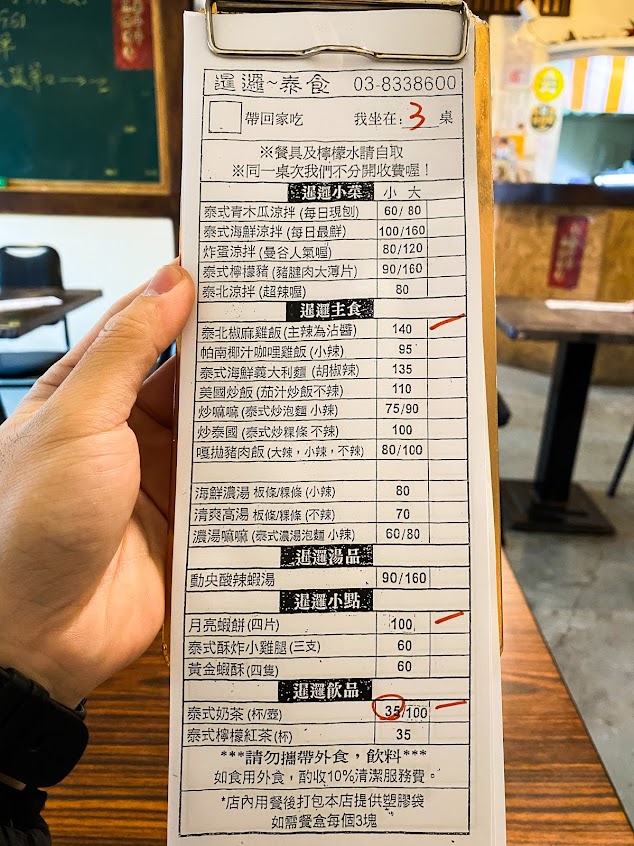 暹邏~泰食 03-8338600
帶回家吃 我坐在: 3 桌
※餐具及檸檬水請自取
※同一桌次我們不分開收費喔!
暹邏小菜 小 大
泰式青木瓜涼拌 (每日現刨) 60/ 80
泰式海鮮涼拌 (每日最鮮) 100/160
炸蛋涼拌 (曼谷人氣喔) 80/120
泰式檸檬豬 (豬腱肉大薄片) 90/160
泰北涼拌 (超辣喔) 80
暹邏主食
泰北椒麻雞飯 (主辣為沾醬) 140
帕南椰汁咖哩雞飯 (小辣) 95
泰式海鮮義大利麵 (胡椒辣) 135
美國炒飯 (茄汁炒飯不辣) 110
炒嘛嘛 (泰式炒泡麵 小辣) 75/90
炒泰國 (泰式炒粿條 不辣) 100
嘎拋豬肉飯 (大辣,小辣,不辣) 80/100
海鮮濃湯 板條/粿條 (小辣) 80
清爽高湯 板條/粿條 (不辣) 70
濃湯嘛嘛 (泰式濃湯泡麵 小辣) 60/80
暹邏湯品
動央酸辣蝦湯 90/160
暹邏小點
月亮蝦餅 (四片) 100
泰式酥炸小雞腿 (三支) 60
黃金蝦酥 (四隻) 60
暹邏飲品
泰式奶茶 (杯/壺) 35/100
泰式檸檬紅茶 (杯) 35
***請勿攜帶外食,飲料***
如食用外食,酌收10%清潔服務費。
*店內用餐後打包本店提供塑膠袋
如需餐盒每個3塊